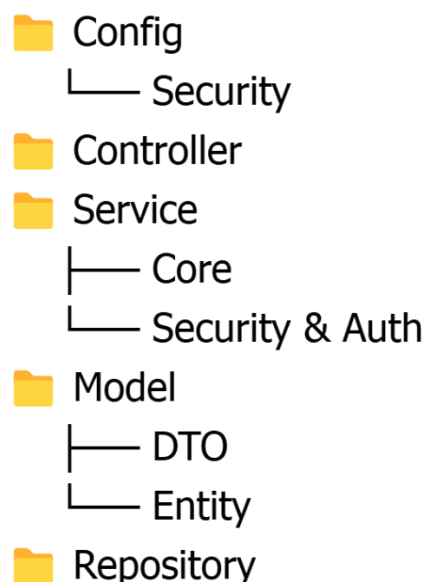 Config
Security
Controller
Service
Core
Security & Auth
Model
DTO
Entity
Repository